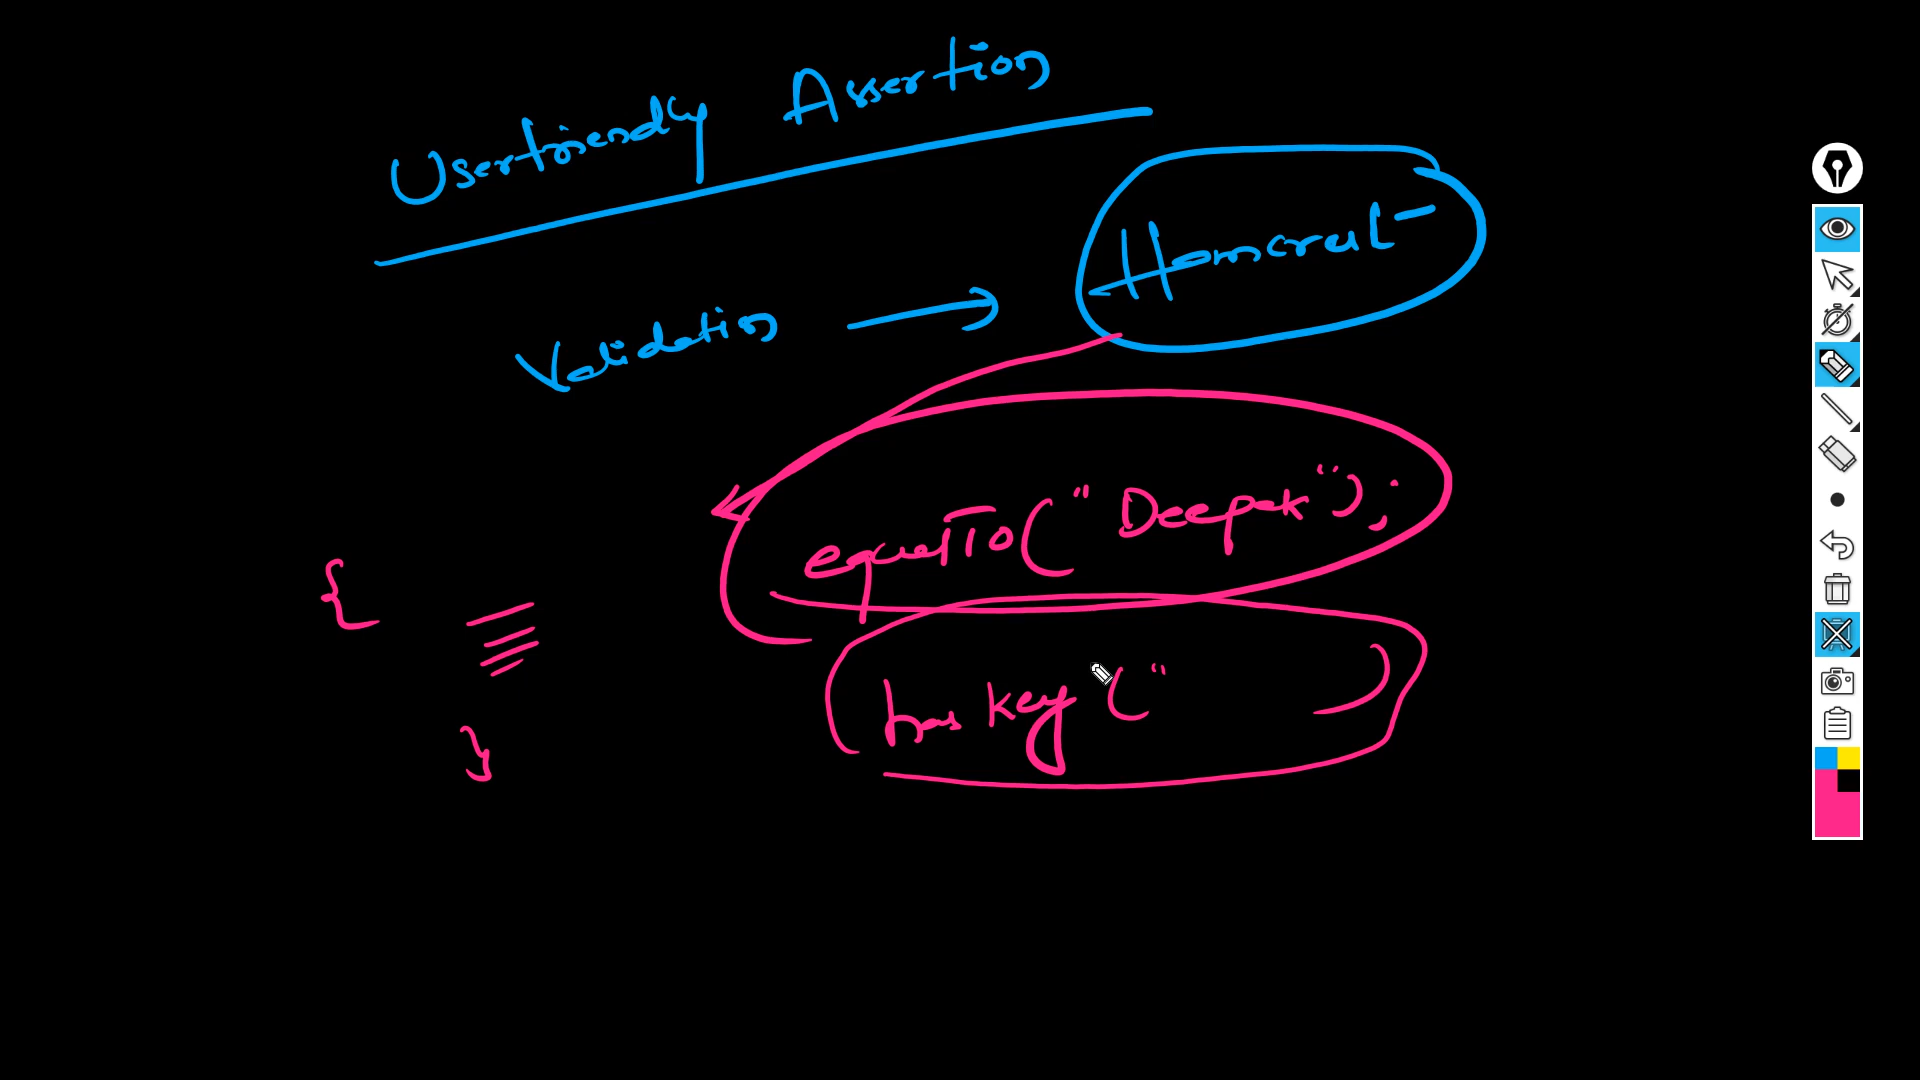 Userfriendly Assertion
Hamcrest
Validation →
equalTo("Deepak");
{
has key ("      )
}